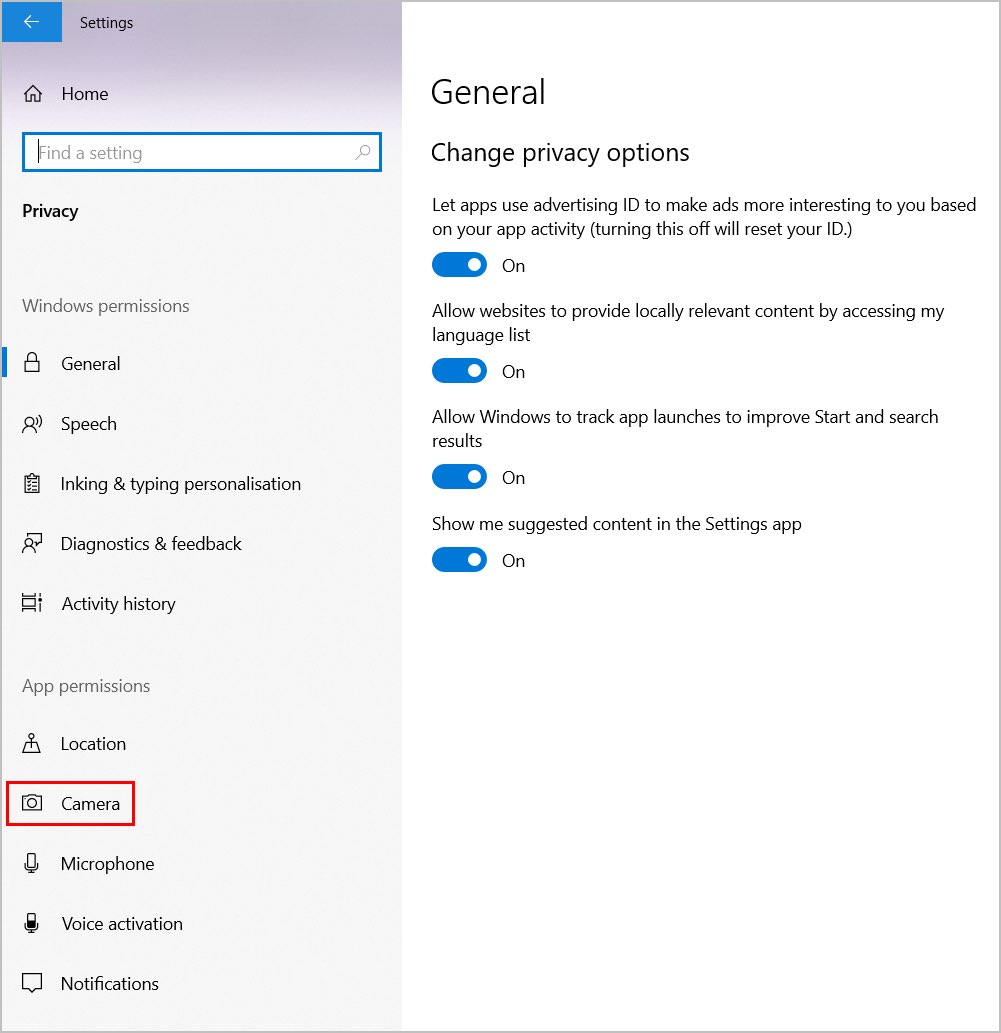 Settings
Home
Find a setting
Privacy
Windows permissions
General
Speech
Inking & typing personalisation
Diagnostics & feedback
Activity history
App permissions
Location
Camera
Microphone
Voice activation
Notifications
General
Change privacy options
Let apps use advertising ID to make ads more interesting to you based
on your app activity (turning this off will reset your ID.)
On
Allow websites to provide locally relevant content by accessing my
language list
On
Allow Windows to track app launches to improve Start and search
results
On
Show me suggested content in the Settings app
On